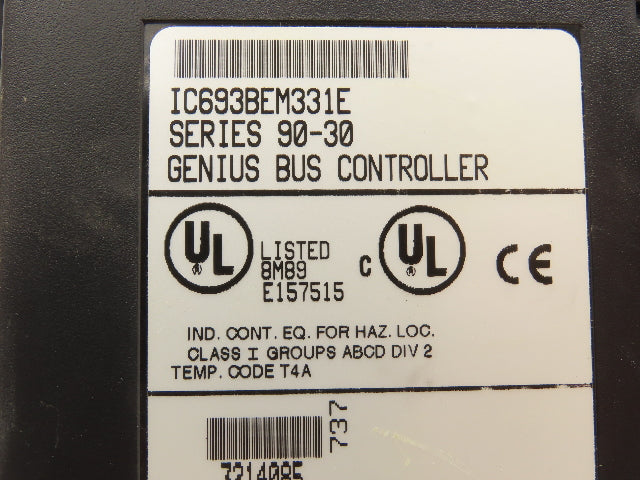 IC693BEM331E
SERIES 90-30
GENIUS BUS CONTROLLER
UL LISTED C UL CE
8M89
E157515
IND. CONT. EQ. FOR HAZ. LOC.
CLASS I GROUPS ABCD DIV 2
TEMP. CODE T4A
737
7214085